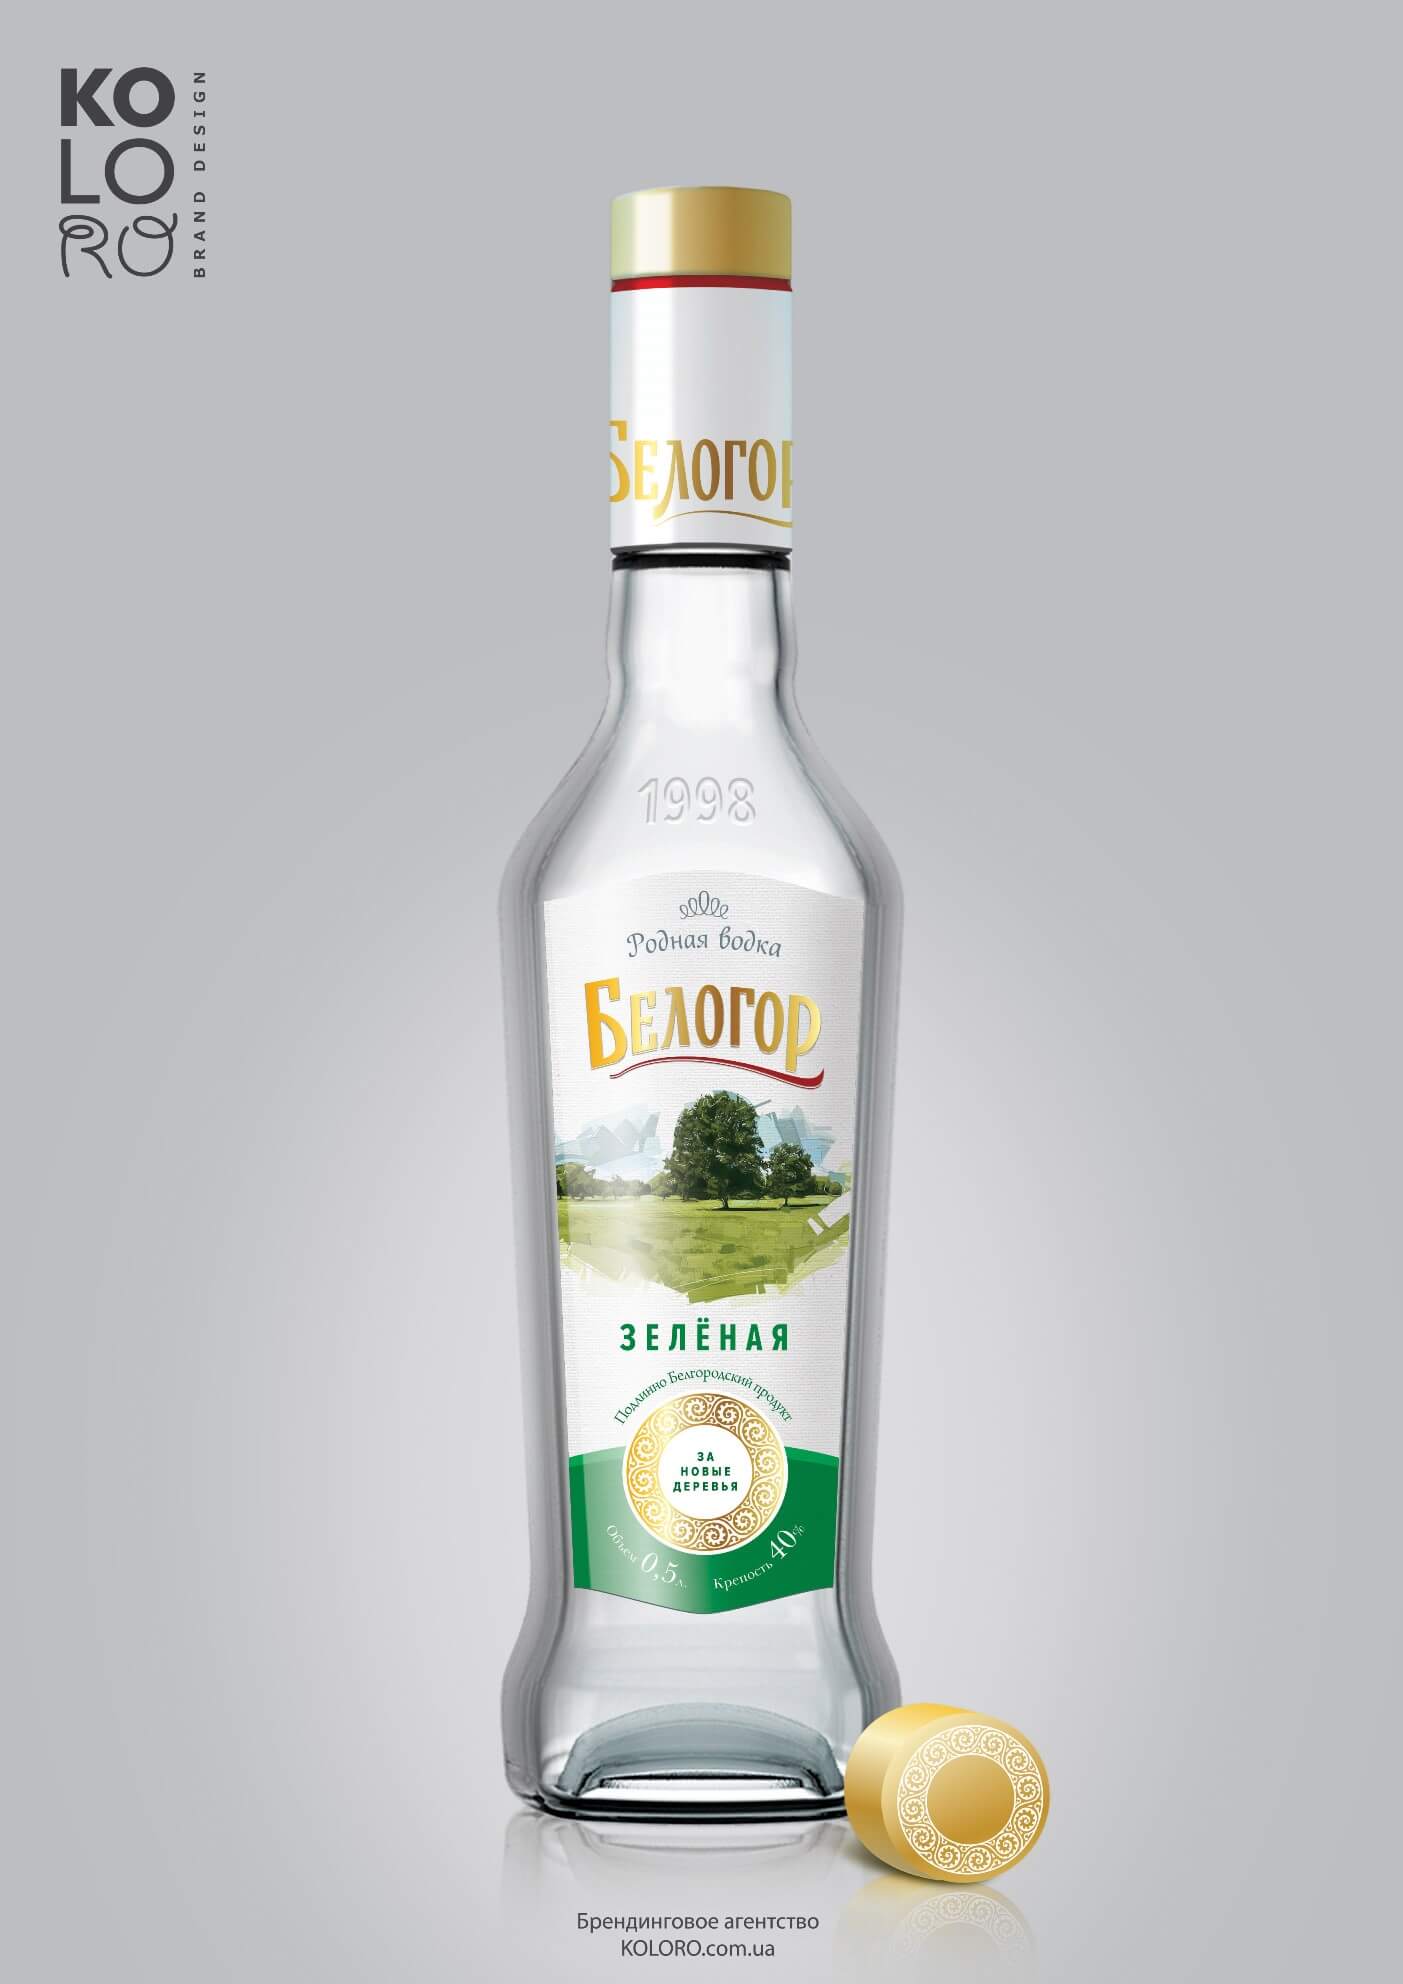 KO
LO
RO
BRAND DESIGN
БЕЛОГОР
1998
Родная водка
БЕЛОГОР
ЗЕЛЁНАЯ
Подлинно Белгородский продукт
ЗА
НОВЫЕ
ДЕРЕВЬЯ
Объем 0,5л. Крепость 40%
Брендинговое агентство
KOLORO.com.ua